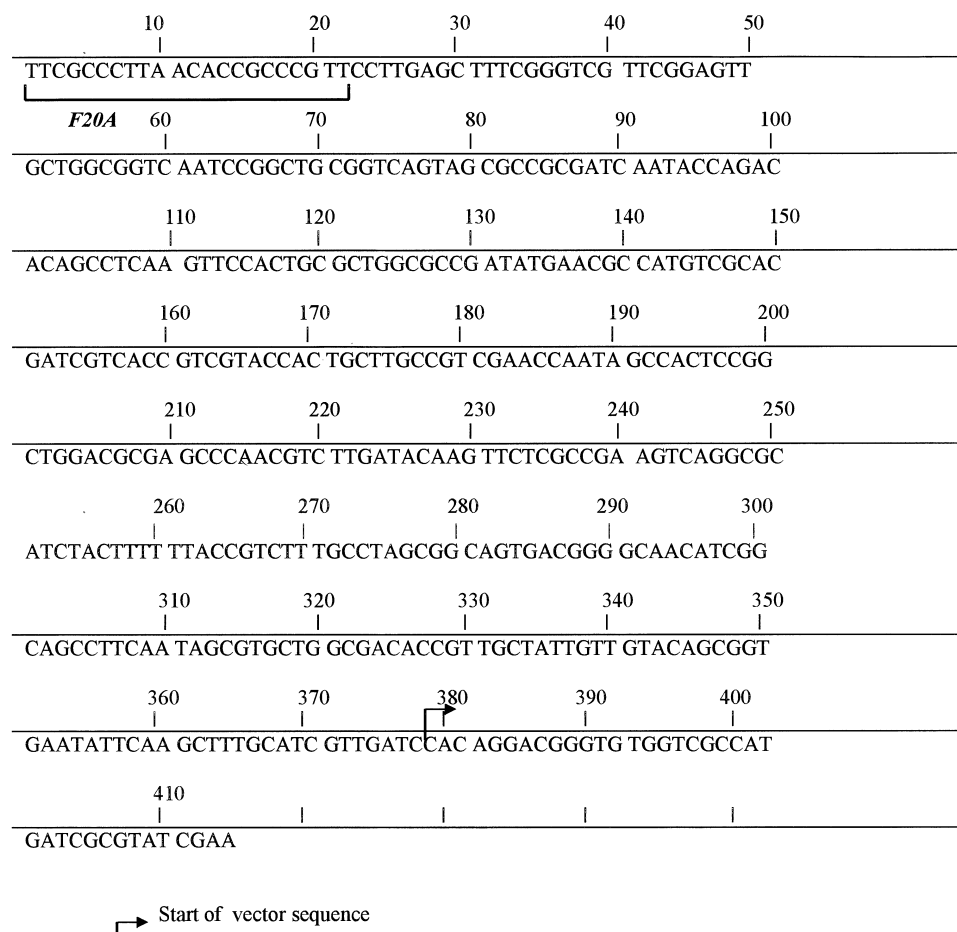 10 20 30 40 50
TTCGCCCTTA ACACCGCCCG TTCCTTGAGC TTTCGGGTCG TTCGGAGTT
F20A 60 70 80 90 100
GCTGGCGGTC AATCCGGCTG CGGTCAGTAG CGCCGCGATC AATACCAGAC
110 120 130 140 150
ACAGCCTCAA GTTCCACTGC GCTGGCGCCG ATATGAACGC CATGTCGCAC
160 170 180 190 200
GATCGTCACC GTCGTACCAC TGCTTGCCGT CGAACCAATA GCCACTCCGG
210 220 230 240 250
CTGGACGCGA GCCCAACGTC TTGATACAAG TTCTCGCCGA AGTCAGGCGC
260 270 280 290 300
ATCTACTTTT TTACCGTCTT TGCCTAGCGG CAGTGACGGG GCAACATCGG
310 320 330 340 350
CAGCCTTCAA TAGCGTGCTG GCGACACCGT TGCTATTGTT GTACAGCGGT
360 370 380 390 400
GAATATTCAA GCTTTGCATC GTTGATCCAC AGGACGGGTG TGGTCGCCAT
410
GATCGCGTAT CGAA
Start of vector sequence